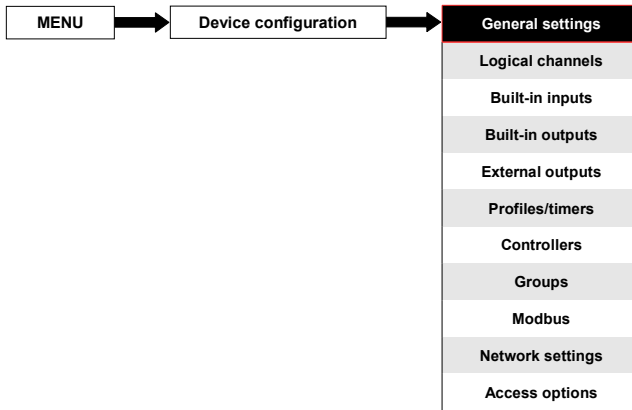 MENU
Device configuration
General settings
Logical channels
Built-in inputs
Built-in outputs
External outputs
Profiles/timers
Controllers
Groups
Modbus
Network settings
Access options